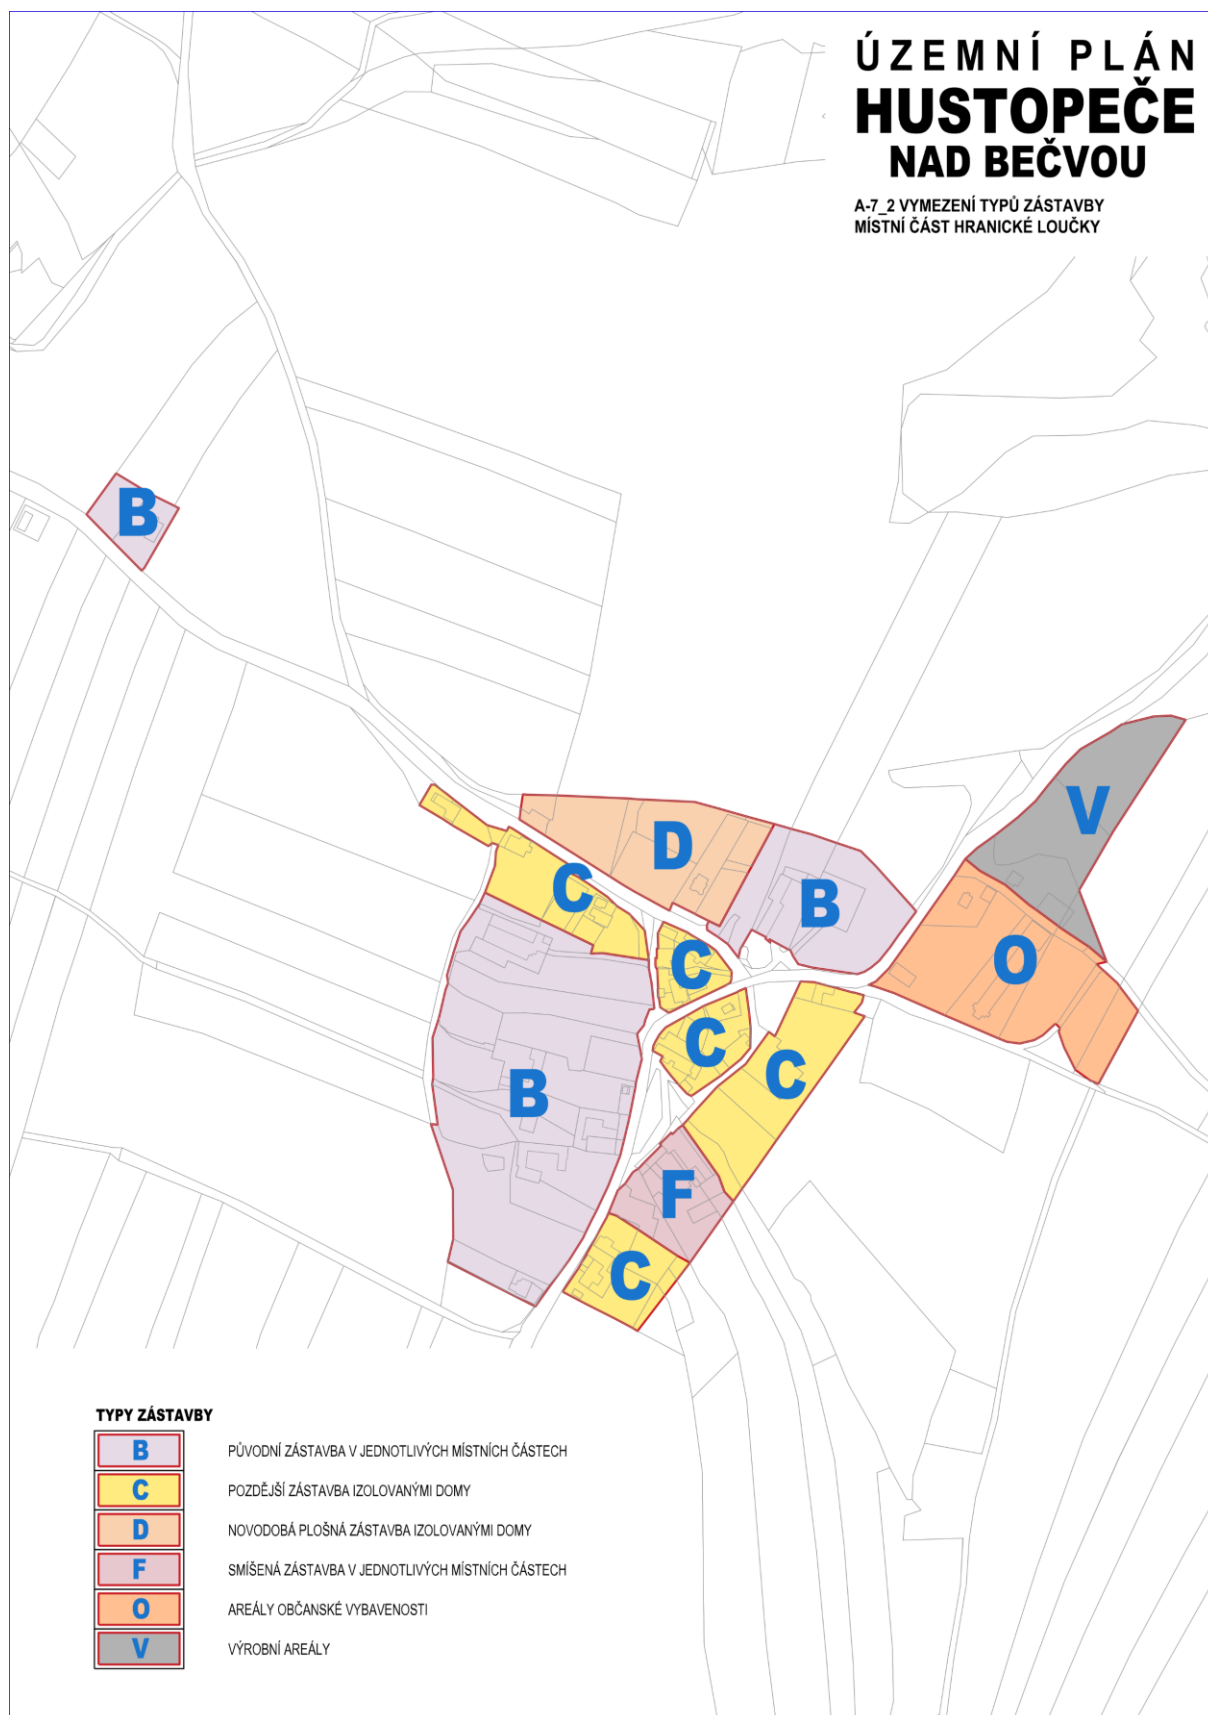 ÚZEMNÍ PLÁN
HUSTOPEČE
NAD BEČVOU
A-7_2 VYMEZENÍ TYPŮ ZÁSTAVBY
MÍSTNÍ ČÁST HRANICKÉ LOUČKY
B
V
D
C
B
C
O
C
C
B
F
C
TYPY ZÁSTAVBY
B PŮVODNÍ ZÁSTAVBA V JEDNOTLIVÝCH MÍSTNÍCH ČÁSTECH
C POZDĚJŠÍ ZÁSTAVBA IZOLOVANÝMI DOMY
D NOVODOBÁ PLOŠNÁ ZÁSTAVBA IZOLOVANÝMI DOMY
F SMÍŠENÁ ZÁSTAVBA V JEDNOTLIVÝCH MÍSTNÍCH ČÁSTECH
O AREÁLY OBČANSKÉ VYBAVENOSTI
V VÝROBNÍ AREÁLY